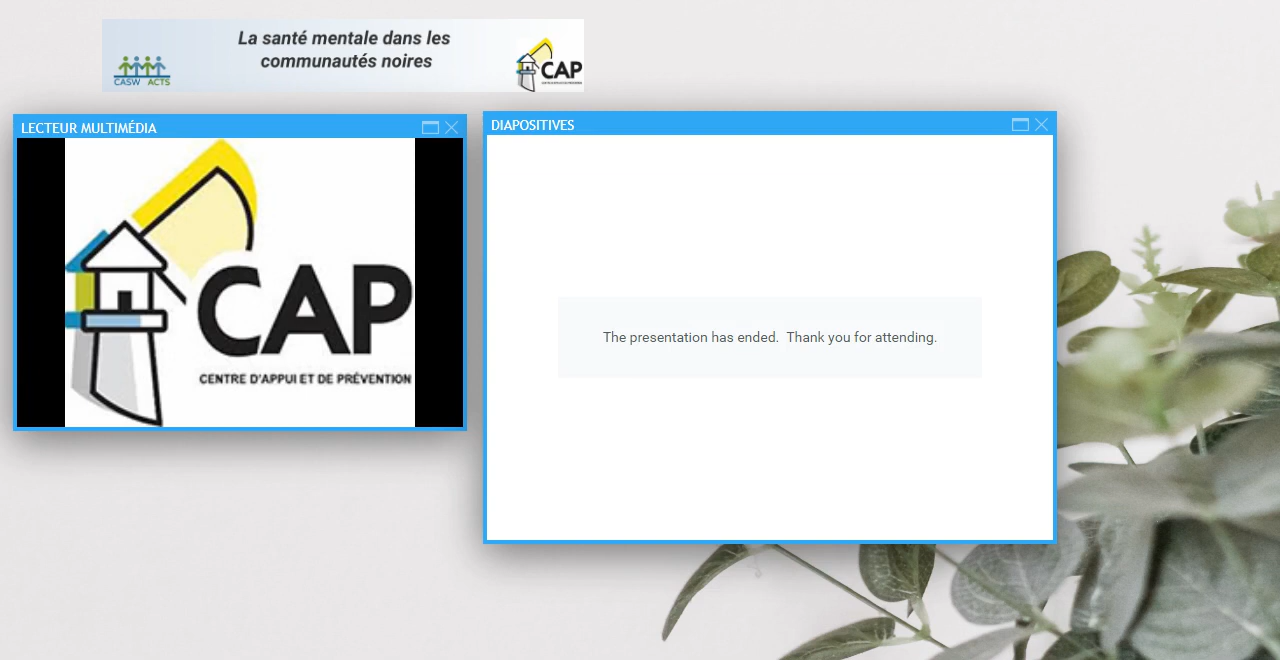 La santé mentale dans les
communautés noires
CASW ACTS
CAP
LECTEUR MULTIMÉDIA
CAP
CENTRE D'APPUI ET DE PRÉVENTION
DIAPOSITIVES
The presentation has ended.  Thank you for attending.